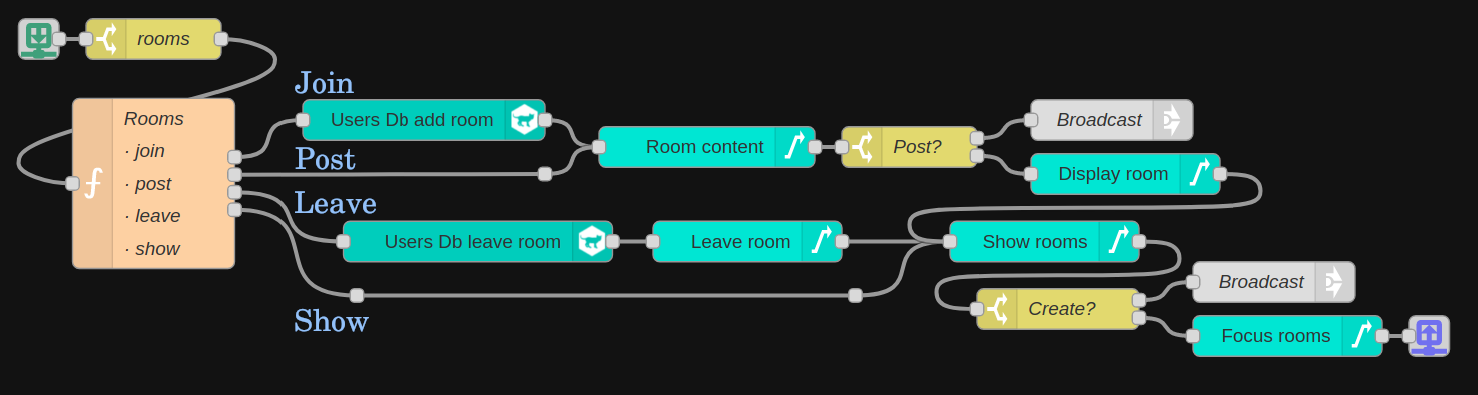 rooms
Join
Rooms
· join
· post
· leave
· show
Users Db add room
Post
Room content
Post?
Broadcast
Display room
Leave
Users Db leave room
Leave room
Show rooms
Show
Create?
Broadcast
Focus rooms